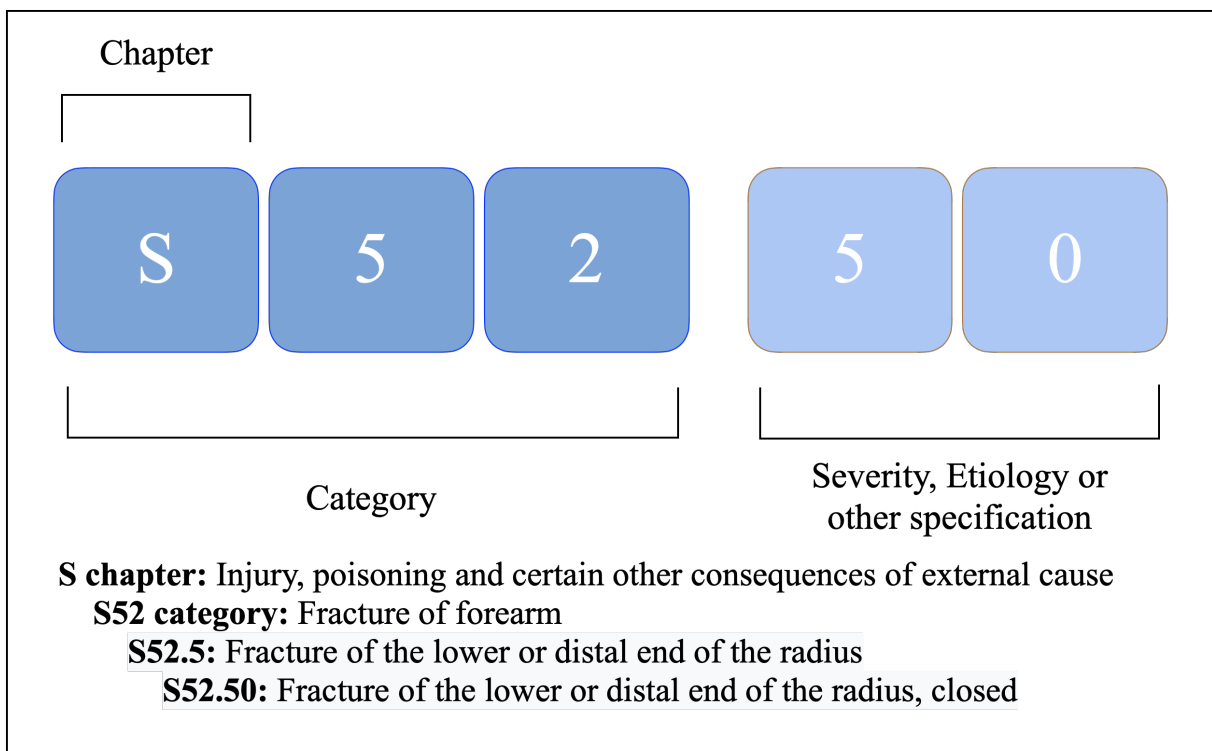 Chapter
S 5 2 5 0
Category
Severity, Etiology or
other specification
S chapter: Injury, poisoning and certain other consequences of external cause
S52 category: Fracture of forearm
S52.5: Fracture of the lower or distal end of the radius
S52.50: Fracture of the lower or distal end of the radius, closed